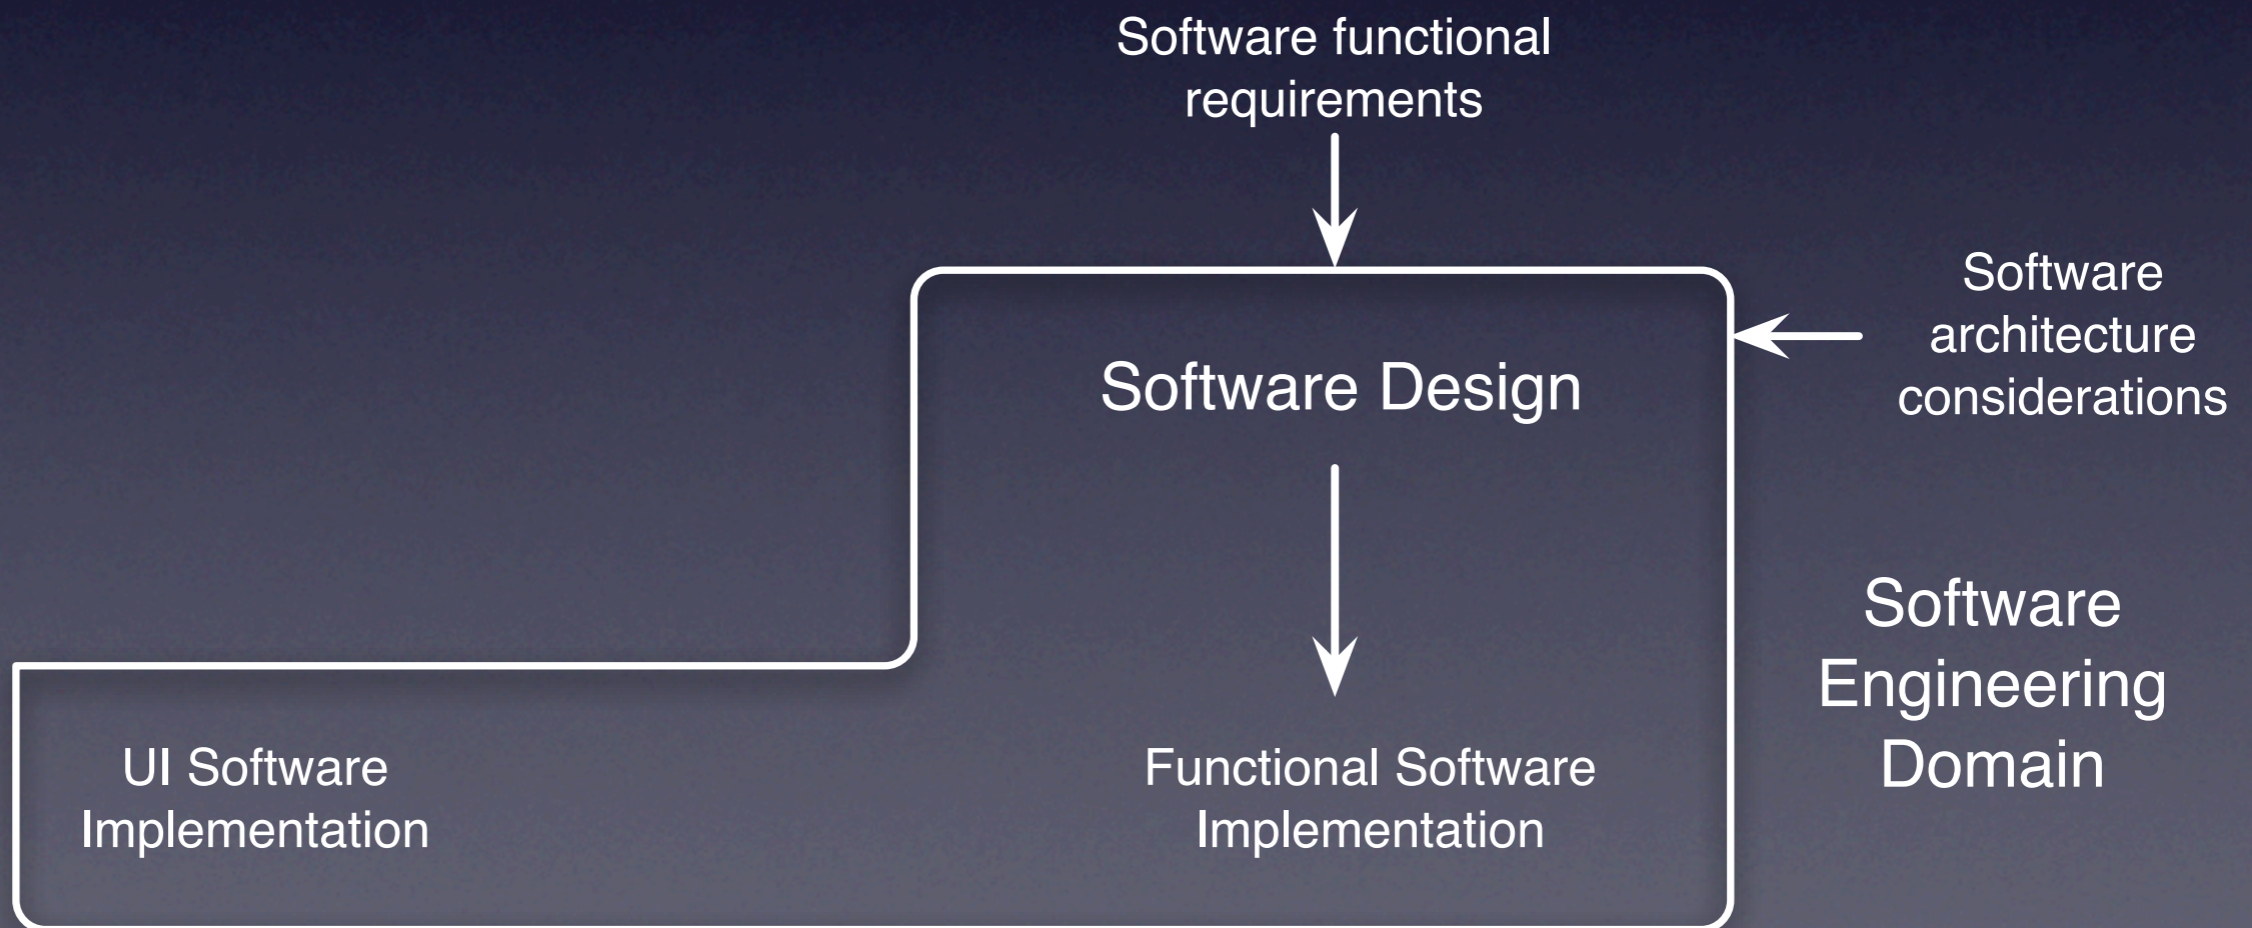 Software functional
requirements
Software
architecture
considerations
Software Design
Software
Engineering
Domain
UI Software
Implementation
Functional Software
Implementation